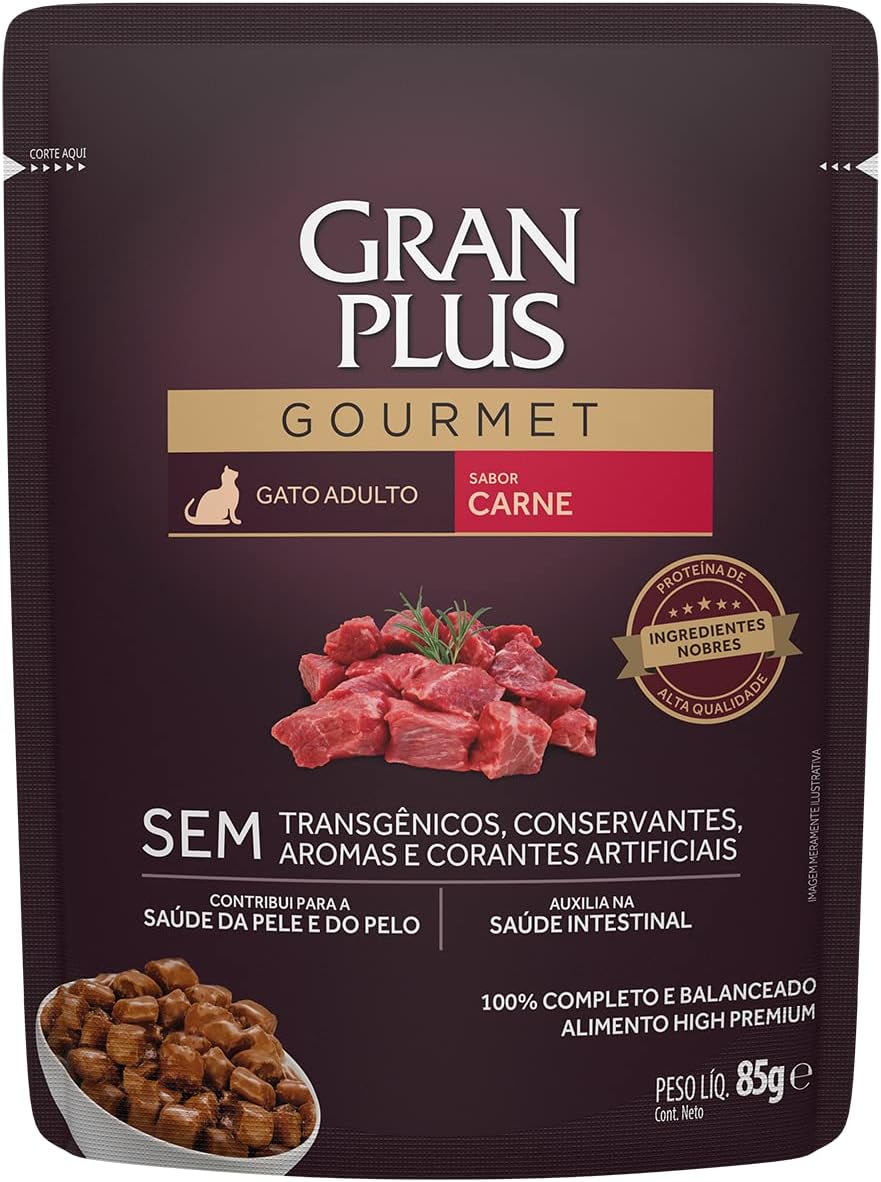 CORTE AQUI
GRAN
PLUS
GOURMET
GATO ADULTO
SABOR
CARNE
PROTEÍNA DE
INGREDIENTES
NOBRES
ALTA QUALIDADE
IMAGEM MERAMENTE ILUSTRATIVA
SEM TRANSGÊNICOS, CONSERVANTES,
AROMAS E CORANTES ARTIFICIAIS
CONTRIBUI PARA A
SAÚDE DA PELE E DO PELO
AUXILIA NA
SAÚDE INTESTINAL
100% COMPLETO E BALANCEADO
ALIMENTO HIGH PREMIUM
PESO LÍQ. 85g e
Cont. Neto